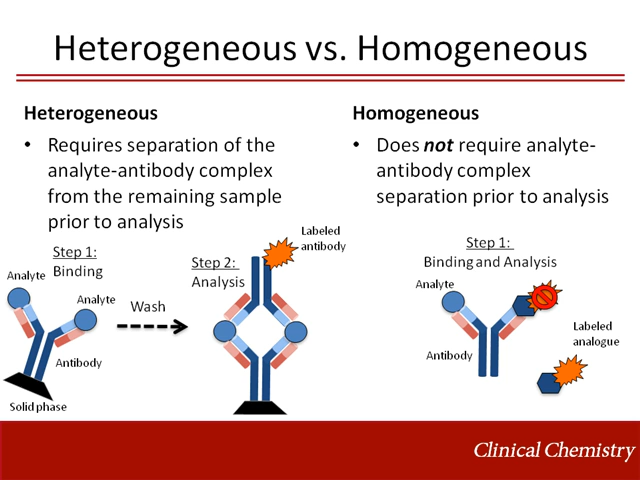 Heterogeneous vs. Homogeneous
Heterogeneous
• Requires separation of the
analyte-antibody complex
from the remaining sample
prior to analysis
Step 1:
Binding
Analyte
Analyte
Antibody
Solid phase
Wash
Step 2:
Analysis
Labeled
antibody
Homogeneous
• Does not require analyte-
antibody complex
separation prior to analysis
Step 1:
Binding and Analysis
Analyte
Antibody
Labeled
analogue
Clinical Chemistry